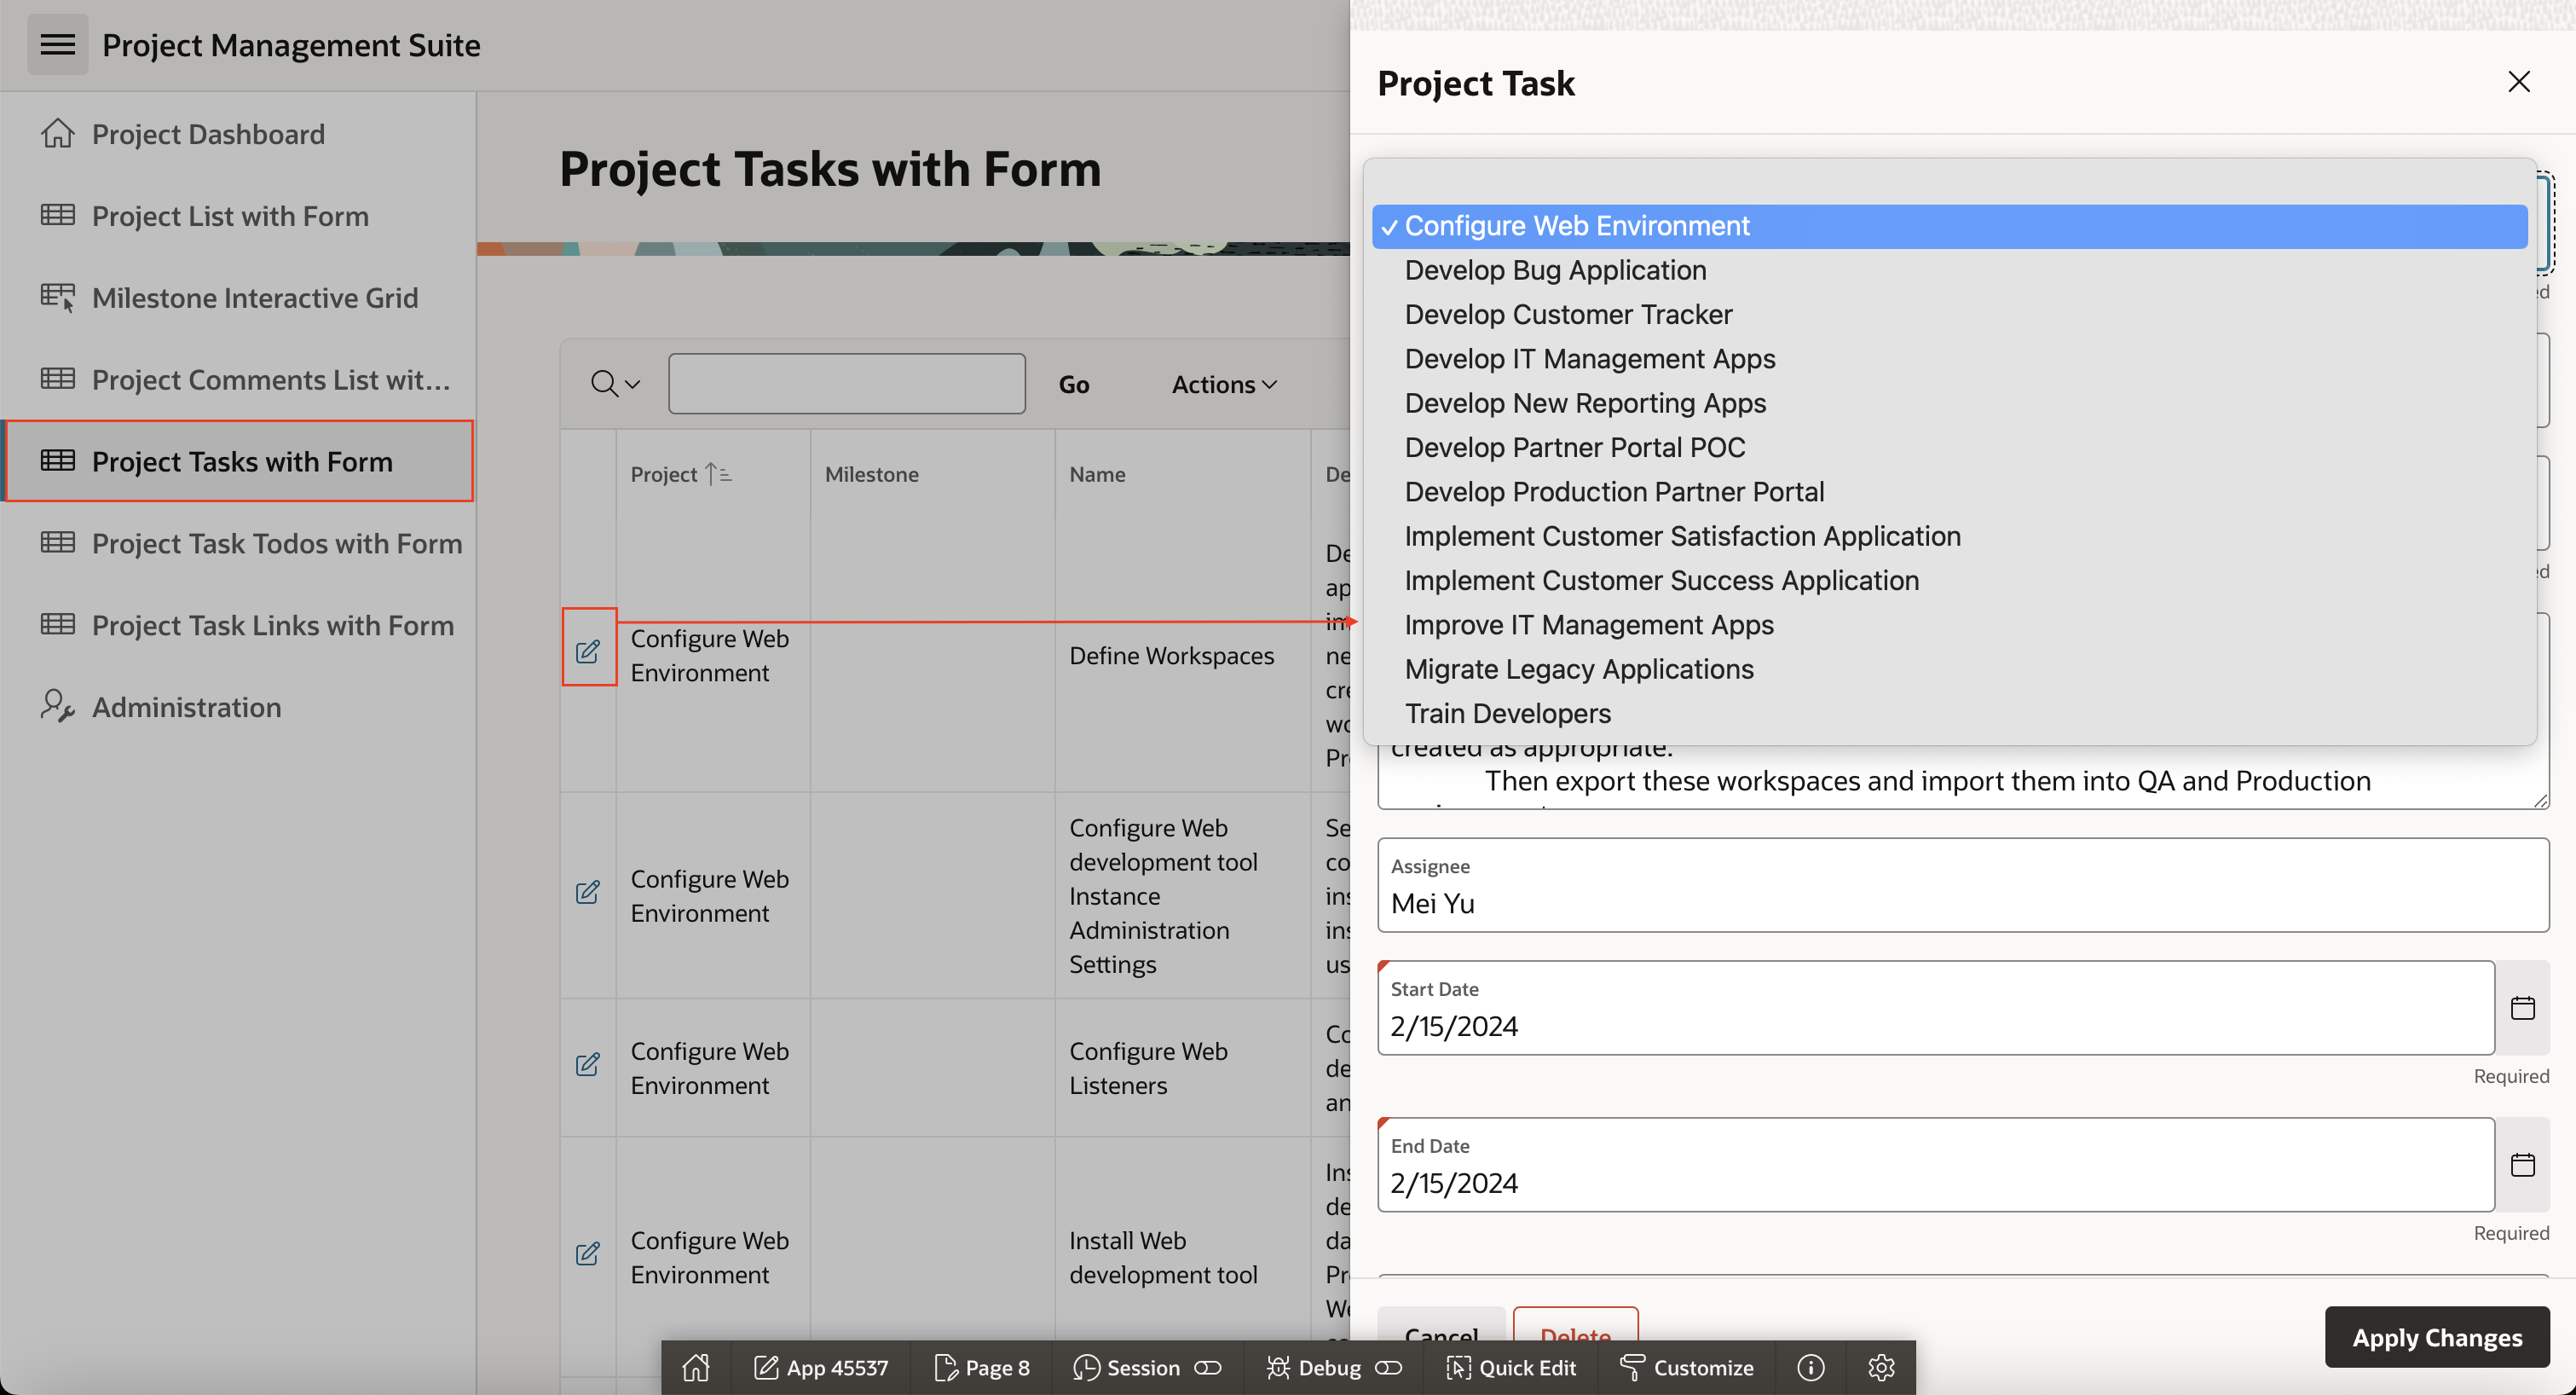 Project Management Suite
Project Dashboard
Project List with Form
Milestone Interactive Grid
Project Comments List wit...
Project Tasks with Form
Project Task Todos with Form
Project Task Links with Form
Administration
Project Tasks with Form
Go
Actions
Project
Milestone
Name
De
Configure Web
Environment
Define Workspaces
De
ap
im
ne
cre
wo
Pr
Configure Web
Environment
Configure Web
development tool
Instance
Administration
Settings
Se
co
ins
ins
us
Configure Web
Environment
Configure Web
Listeners
Co
de
an
Configure Web
Environment
Install Web
development tool
Ins
de
da
Pr
We
Project Task
✓ Configure Web Environment
Develop Bug Application
Develop Customer Tracker
Develop IT Management Apps
Develop New Reporting Apps
Develop Partner Portal POC
Develop Production Partner Portal
Implement Customer Satisfaction Application
Implement Customer Success Application
Improve IT Management Apps
Migrate Legacy Applications
Train Developers
ed
ed
created as appropriate.
Then export these workspaces and import them into QA and Production
Assignee
Mei Yu
Start Date
2/15/2024
Required
End Date
2/15/2024
Required
Cancel
Delete
Apply Changes
App 45537
Page 8
Session
Debug
Quick Edit
Customize